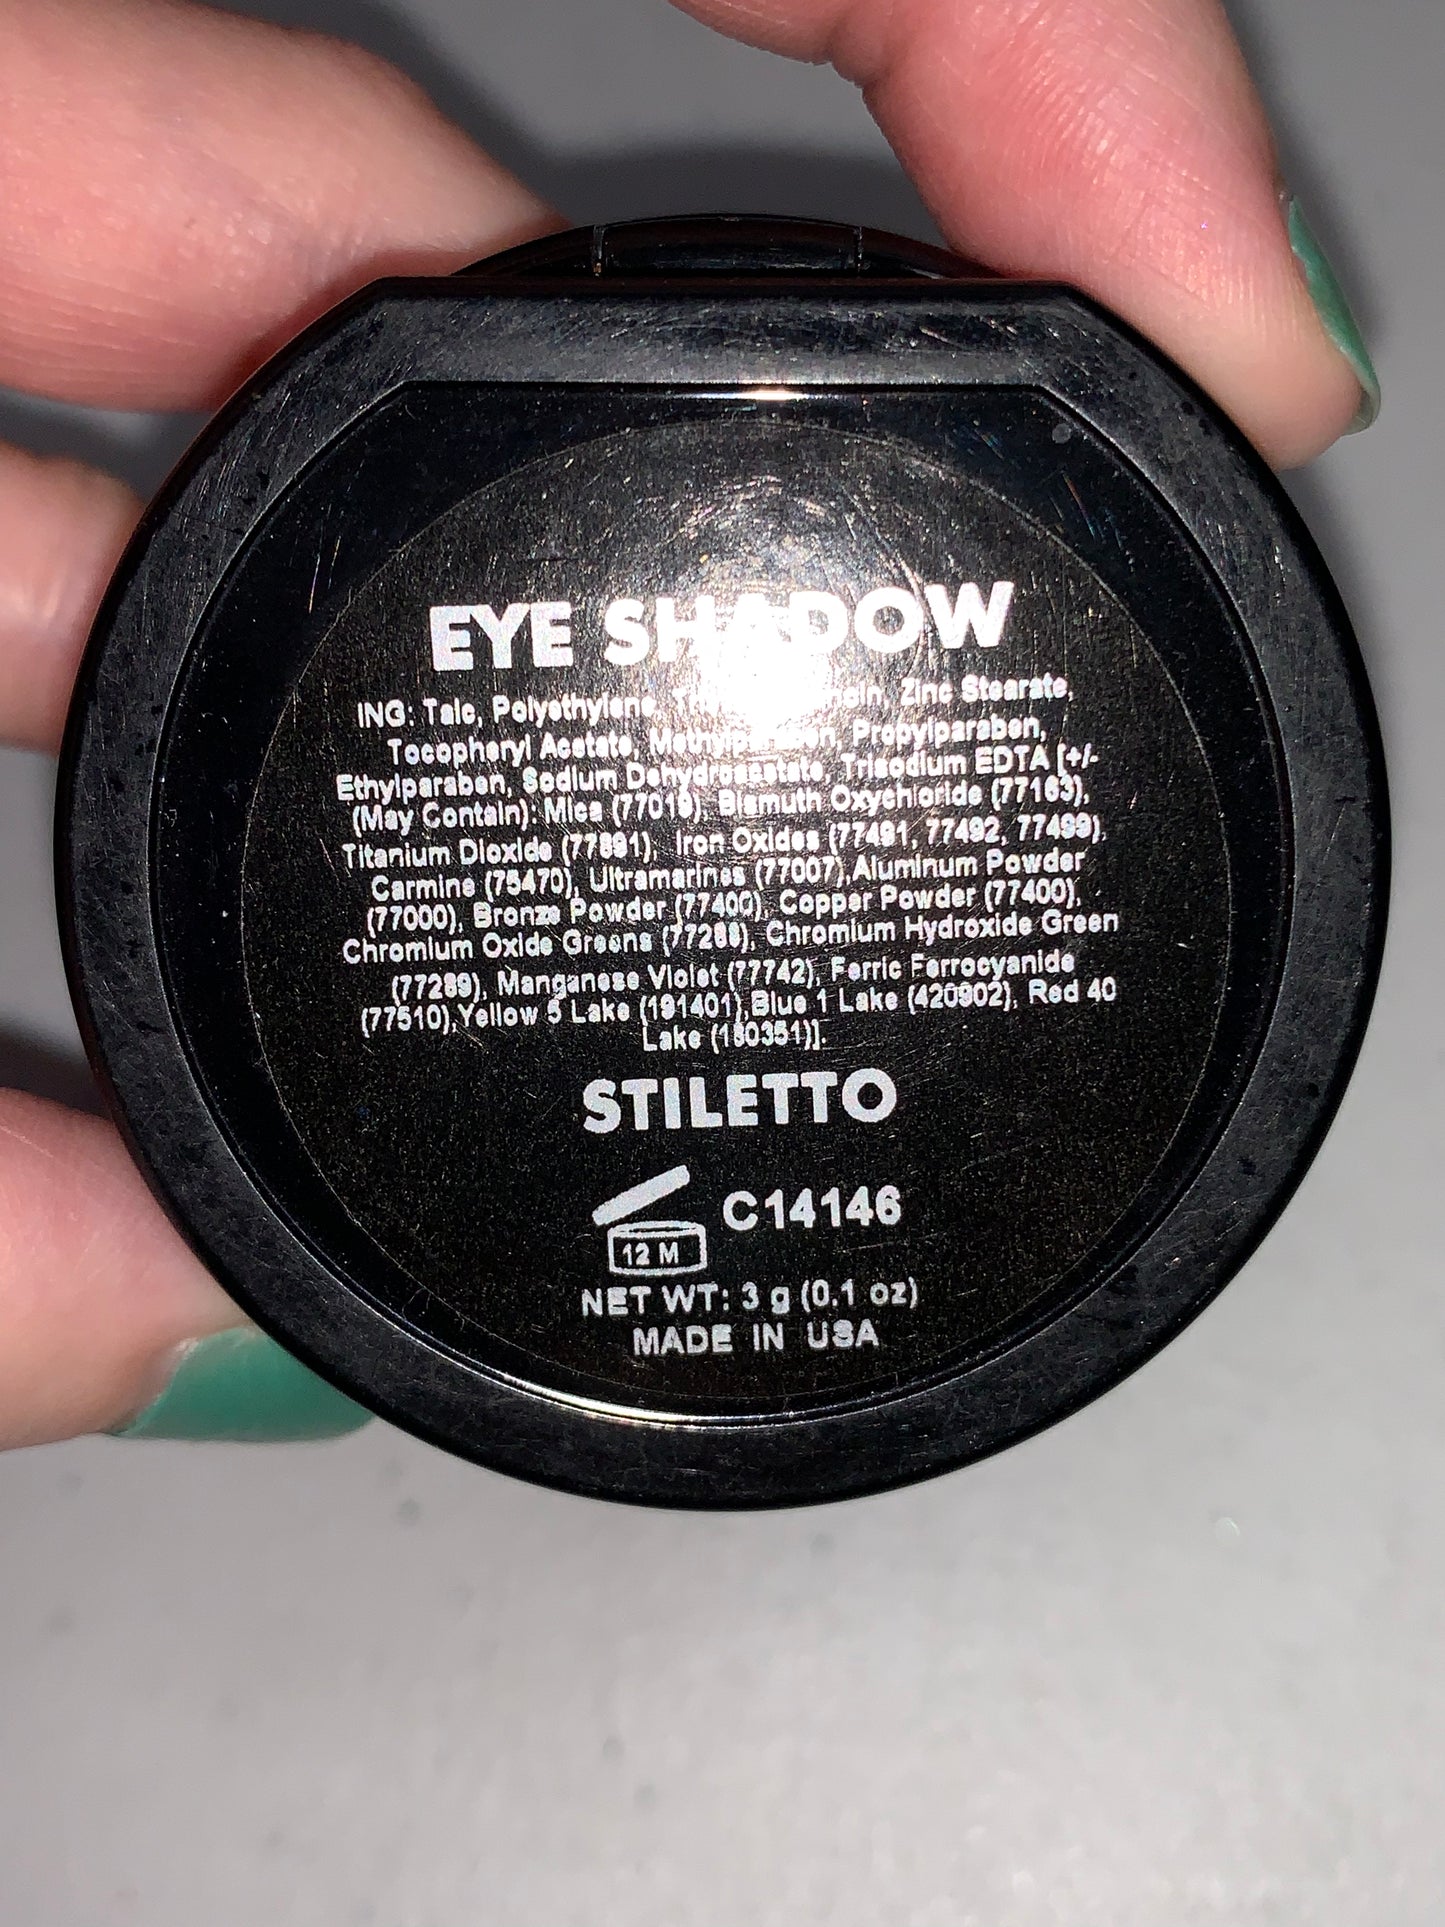 EYE SHADOW
ING: Talc, Polyethylene, Zinc Stearate,
Tocopheryl Acetate, Methylparaben, Propylparaben,
Ethylparaben, Sodium Dehydroacetate, Trisodium EDTA [+/-
(May Contain): Mica (77019), Bismuth Oxychloride (77163),
Titanium Dioxide (77891), Iron Oxides (77491, 77492, 77499),
Carmine (75470), Ultramarines (77007),Aluminum Powder
(77000), Bronze Powder (77400), Copper Powder (77400),
Chromium Oxide Greens (77288), Chromium Hydroxide Green
(77289), Manganese Violet (77742), Ferric Ferrocyanide
(77510),Yellow 5 Lake (191401),Blue 1 Lake (420902), Red 40
Lake (160351)].
STILETTO
12 M
C14146
NET WT: 3 g (0.1 oz)
MADE IN USA